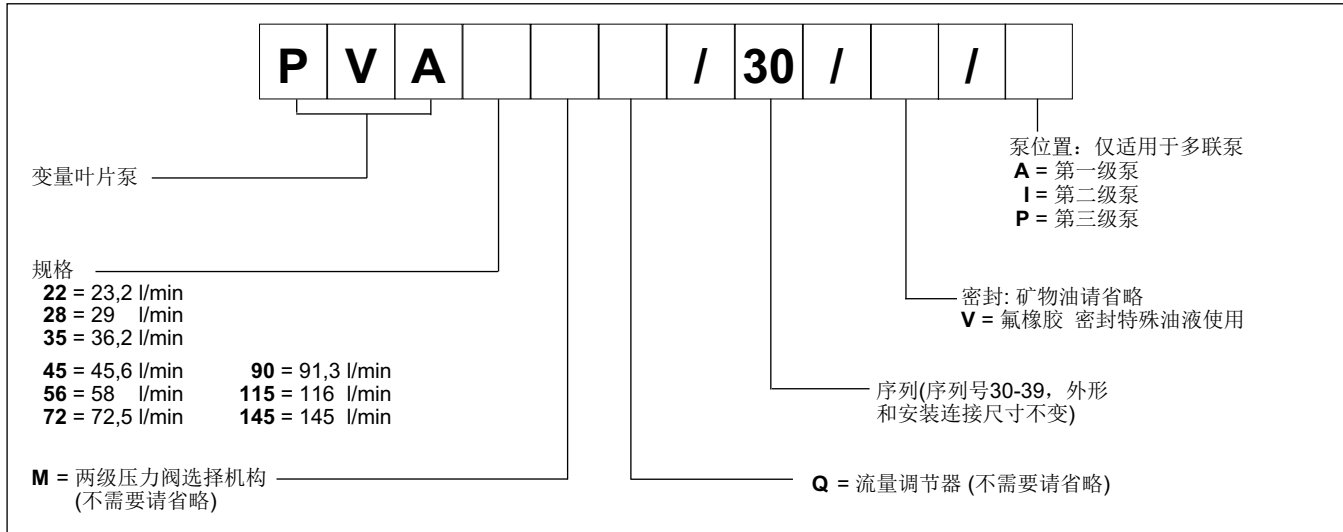 P V A / 30 / /
变量叶片泵
泵位置：仅适用于多联泵
A = 第一级泵
I = 第二级泵
P = 第三级泵
规格
22 = 23,2 l/min
28 = 29 l/min
35 = 36,2 l/min
45 = 45,6 l/min
56 = 58 l/min
72 = 72,5 l/min
90 = 91,3 l/min
115 = 116 l/min
145 = 145 l/min
密封: 矿物油请省略
V = 氟橡胶 密封特殊油液使用
序列(序列号30-39，外形
和安装连接尺寸不变)
M = 两级压力阀选择机构
(不需要请省略)
Q = 流量调节器 (不需要请省略)